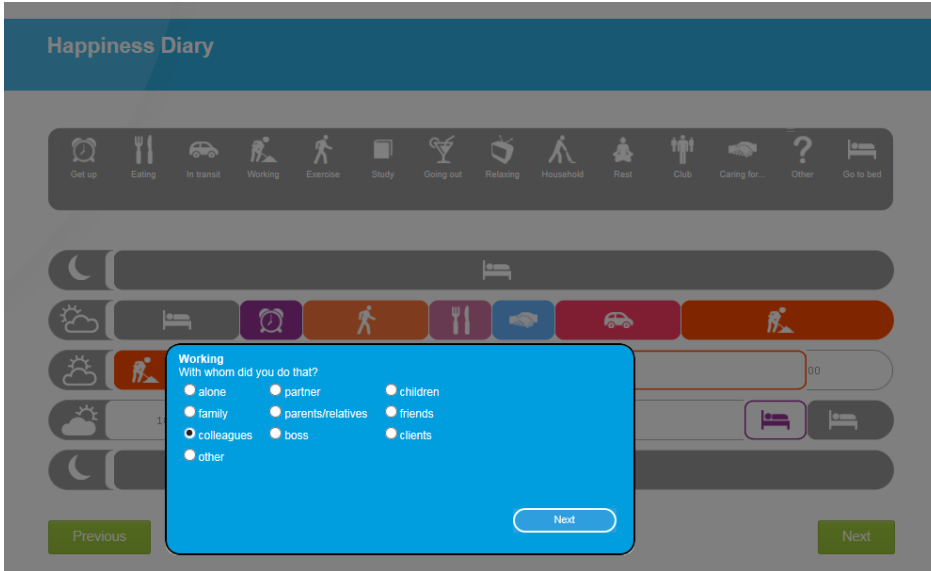 Happiness Diary
Get up Eating In transit Working Exercise Study Going out Relaxing Household Rest Club Caring for... Other Go to bed
Working
With whom did you do that?
alone partner children
family parents/relatives friends
colleagues boss clients
other
00
Next
Previous Next